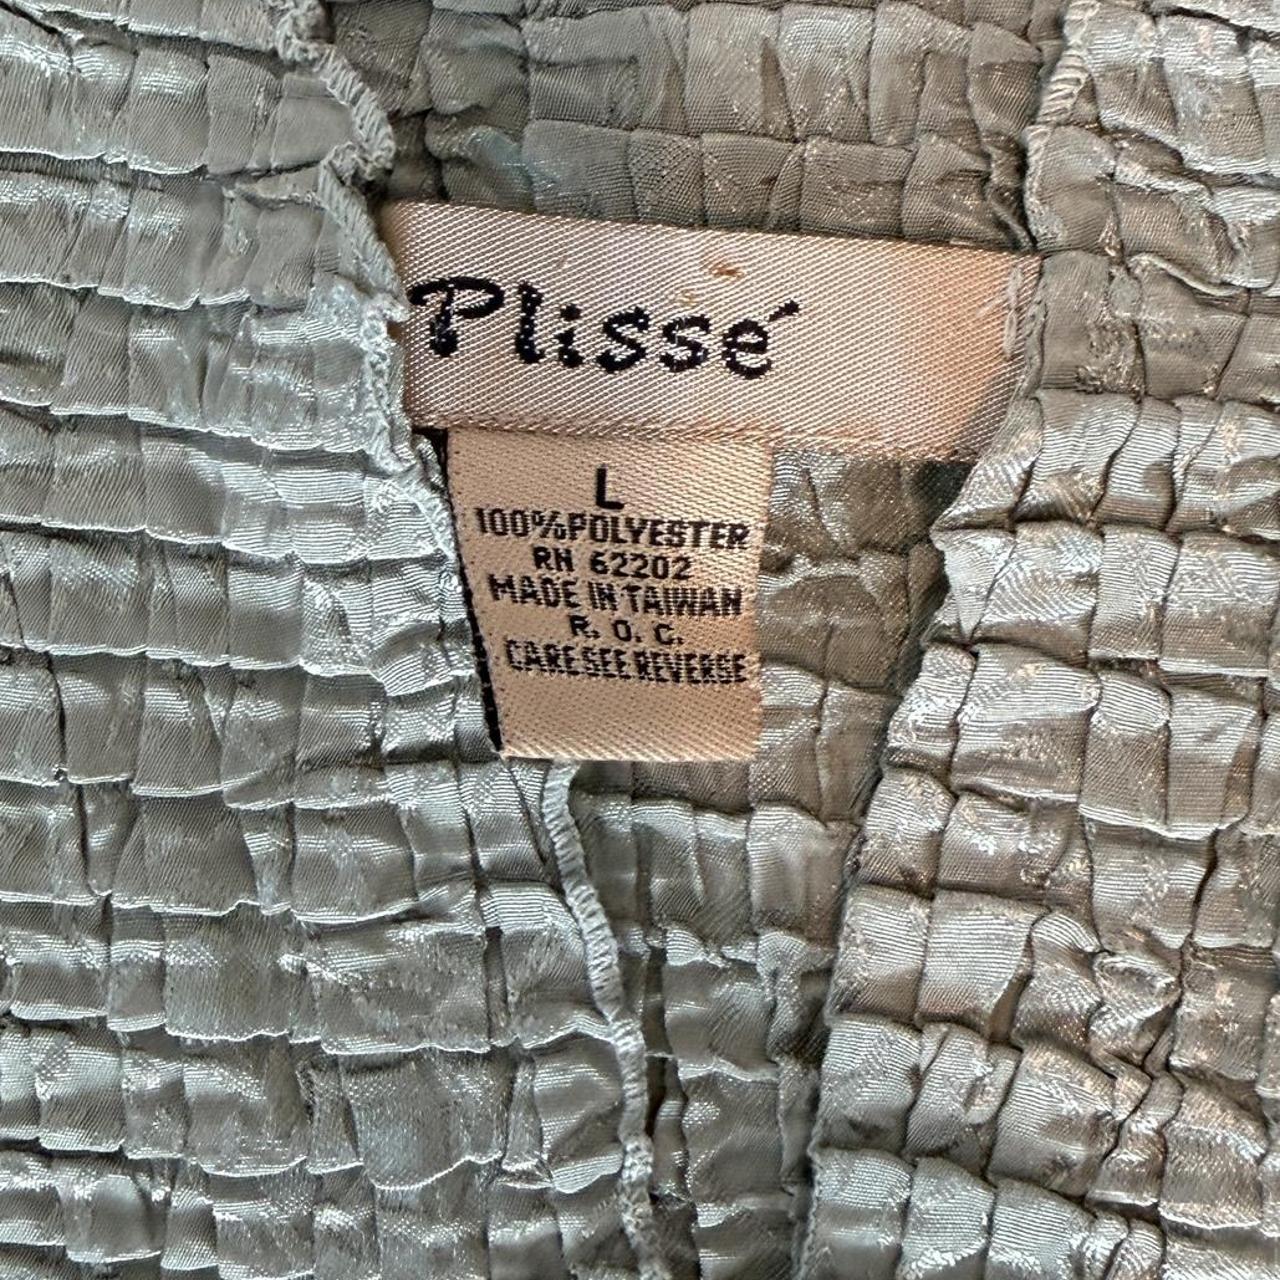 Plissé
L
100%POLYESTER
RN 62202
MADE IN TAIWAN
R. O. C.
CARE SEE REVERSE